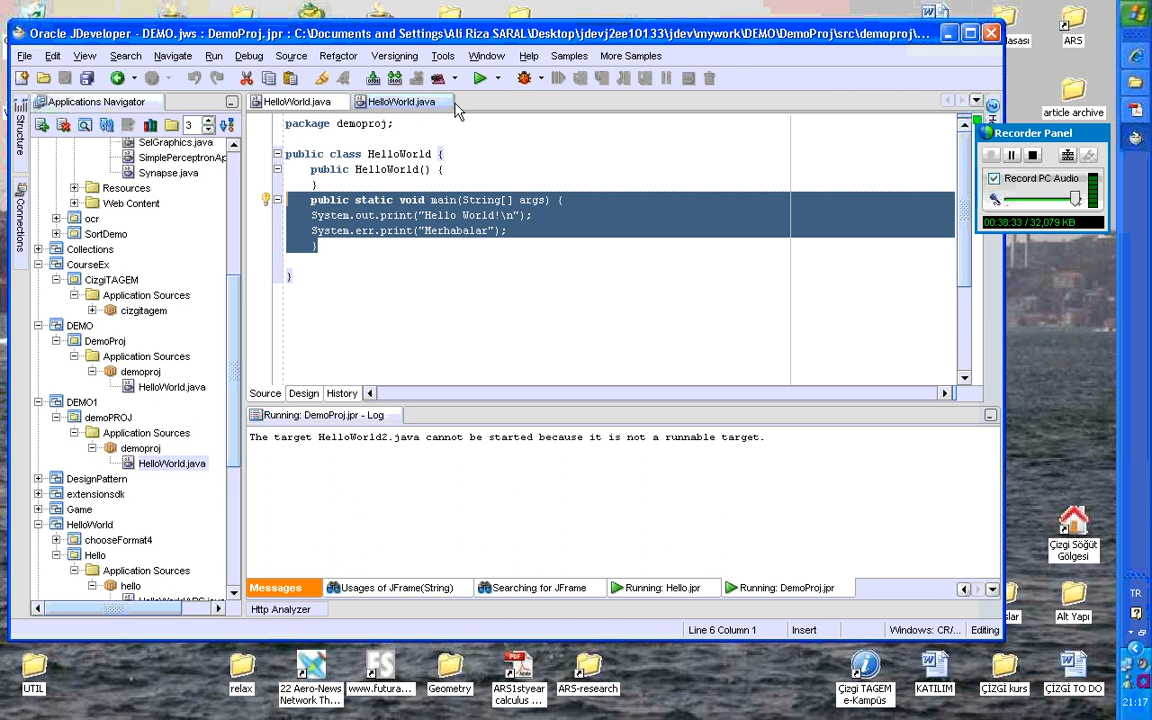 Oracle JDeveloper - DEMO.jws : DemoProj.jpr : C:\Documents and Settings\Ali Riza SARAL\Desktop\jdevj2ee10133\jdev\mywork\DEMO\DemoProj\src\demoproj\...
File Edit View Search Navigate Run Debug Source Refactor Versioning Tools Window Help Samples More Samples
Applications Navigator
HelloWorld.java
HelloWorld.java
3
Structure
Connections
SelGraphics.java
SimplePerceptronAp
Synapse.java
Resources
Web Content
ocr
SortDemo
Collections
CourseEx
CizgiTAGEM
Application Sources
cizgitagem
DEMO
DemoProj
Application Sources
demoproj
HelloWorld.java
DEMO1
demoPROJ
Application Sources
demoproj
HelloWorld.java
DesignPattern
extensionsdk
Game
HelloWorld
chooseFormat4
Hello
Application Sources
hello
package demoproj;
public class HelloWorld {
public HelloWorld() {
}
public static void main(String[] args) {
System.out.print("Hello World!\n");
System.err.print("Merhabalar");
}
}
Source Design History
Running: DemoProj.jpr - Log
The target HelloWorld2.java cannot be started because it is not a runnable target.
Messages
Usages of JFrame(String)
Searching for JFrame
Running: Hello.jpr
Running: DemoProj.jpr
Http Analyzer
Line 6 Column 1
Insert
Windows: CR/...
Editing
Recorder Panel
Record PC Audio
00:38:33 / 32,079 KB
ARS
article archive
Çizgi Söğüt
Gölgesi
Alt Yapı
TR
21:17
UTIL
relax
22 Aero-News
Network Th...
www.futura...
Geometry
ARS1styear
calculus ...
ARS-research
Çizgi TAGEM
e-Kampüs
KATILIM
ÇİZGİ kurs
ÇİZGİ TO DO